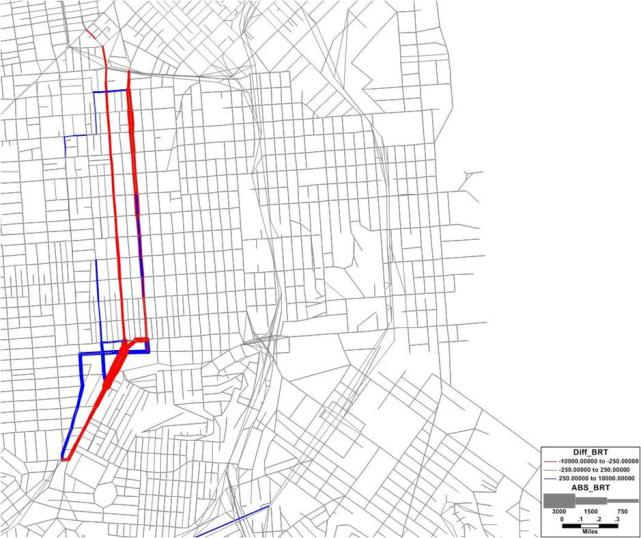 Diff_BRT
-10000.00000 to -250.00000
-250.00000 to 250.00000
250.00000 to 10000.00000
ABS_BRT
3000 1500 750
0 .1 .2 .3
Miles